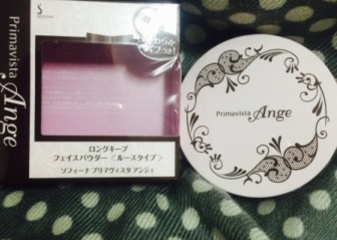 S
Primavista
Ange
ロングキープ
フェイスパウダー〈ルースタイプ〉
ソフィーナ プリマヴィスタ アンジェ
Primavista Ange